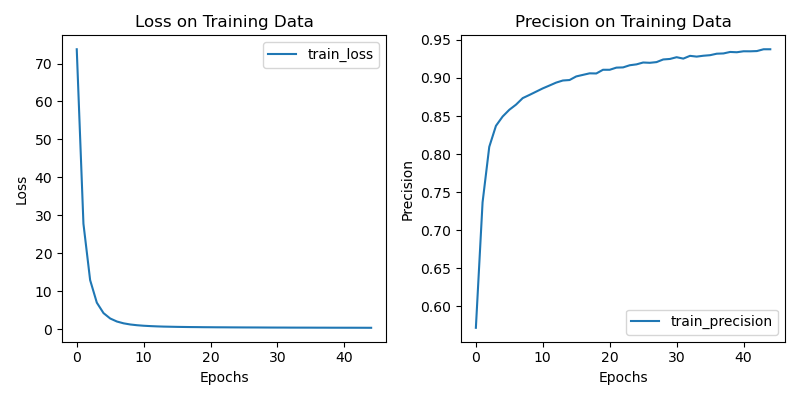 Loss on Training Data
70
60
50
40
30
20
10
0
Loss
train_loss
0 10 20 30 40
Epochs
Precision on Training Data
0.95
0.90
0.85
0.80
0.75
0.70
0.65
0.60
Precision
train_precision
0 10 20 30 40
Epochs